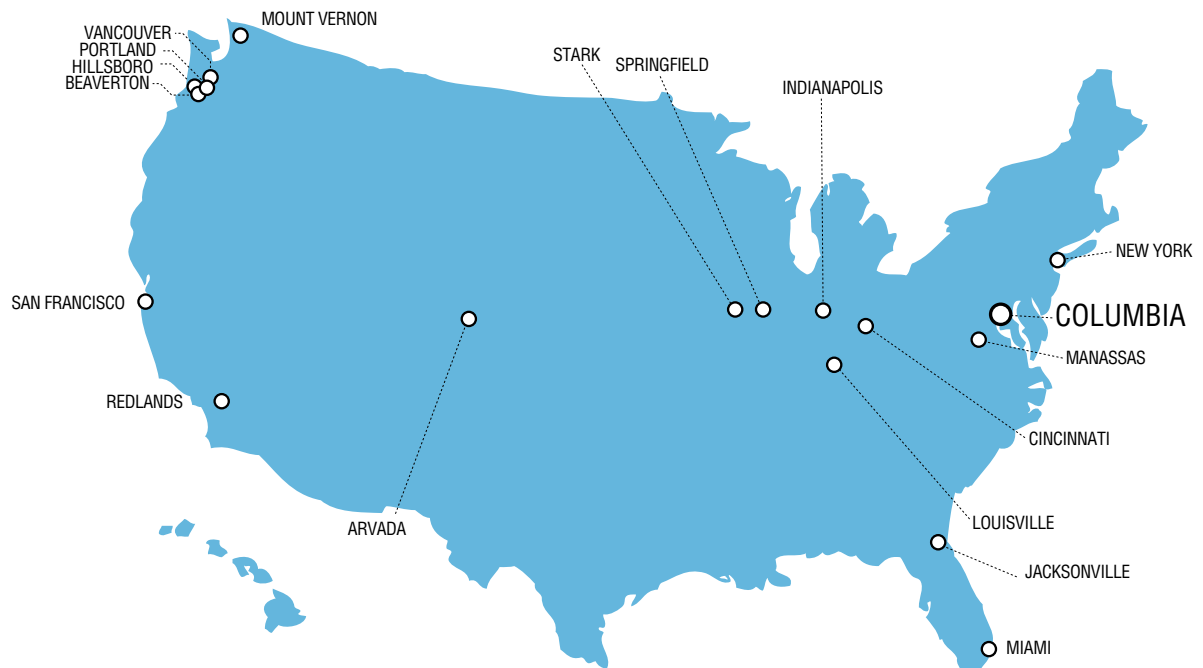 MOUNT VERNON
VANCOUVER
PORTLAND
HILLSBORO
BEAVERTON
STARK
SPRINGFIELD
INDIANAPOLIS
NEW YORK
SAN FRANCISCO
COLUMBIA
MANASSAS
REDLANDS
CINCINNATI
ARVADA
LOUISVILLE
JACKSONVILLE
MIAMI